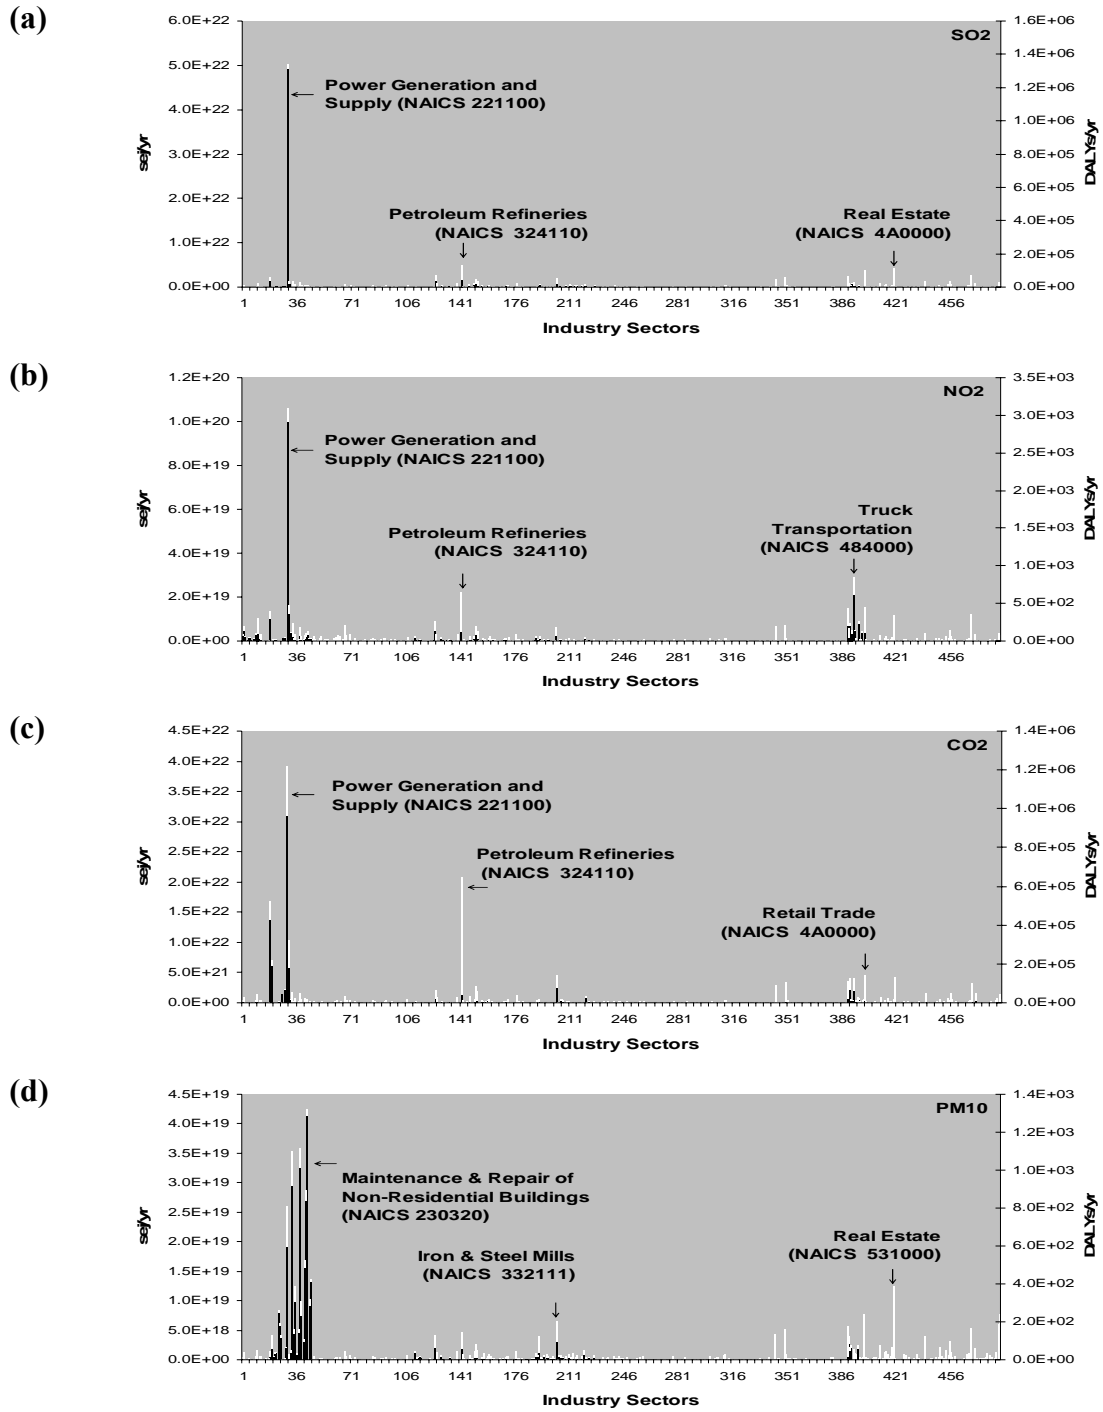 (a)
6.0E+22
5.0E+22
4.0E+22
3.0E+22
2.0E+22
1.0E+22
0.0E+00
sej/yr
SO2
Power Generation and
Supply (NAICS 221100)
Petroleum Refineries
(NAICS 324110)
Real Estate
(NAICS 4A0000)
1.6E+06
1.4E+06
1.2E+06
1.0E+06
8.0E+05
6.0E+05
4.0E+05
2.0E+05
0.0E+00
DALYs/yr
1 36 71 106 141 176 211 246 281 316 351 386 421 456
Industry Sectors
(b)
1.2E+20
1.0E+20
8.0E+19
6.0E+19
4.0E+19
2.0E+19
0.0E+00
sej/yr
NO2
Power Generation and
Supply (NAICS 221100)
Petroleum Refineries
(NAICS 324110)
Truck
Transportation
(NAICS 484000)
3.5E+03
3.0E+03
2.5E+03
2.0E+03
1.5E+03
1.0E+03
5.0E+02
0.0E+00
DALYs/yr
1 36 71 106 141 176 211 246 281 316 351 386 421 456
Industry Sectors
(c)
4.5E+22
4.0E+22
3.5E+22
3.0E+22
2.5E+22
2.0E+22
1.5E+22
1.0E+22
5.0E+21
0.0E+00
sej/yr
CO2
Power Generation and
Supply (NAICS 221100)
Petroleum Refineries
(NAICS 324110)
Retail Trade
(NAICS 4A0000)
1.4E+06
1.2E+06
1.0E+06
8.0E+05
6.0E+05
4.0E+05
2.0E+05
0.0E+00
DALYs/yr
1 36 71 106 141 176 211 246 281 316 351 386 421 456
Industry Sectors
(d)
4.5E+19
4.0E+19
3.5E+19
3.0E+19
2.5E+19
2.0E+19
1.5E+19
1.0E+19
5.0E+18
0.0E+00
sej/yr
PM10
Maintenance & Repair of
Non-Residential Buildings
(NAICS 230320)
Iron & Steel Mills
(NAICS 332111)
Real Estate
(NAICS 531000)
1.4E+03
1.2E+03
1.0E+03
8.0E+02
6.0E+02
4.0E+02
2.0E+02
0.0E+00
DALYs/yr
1 36 71 106 141 176 211 246 281 316 351 386 421 456
Industry Sectors